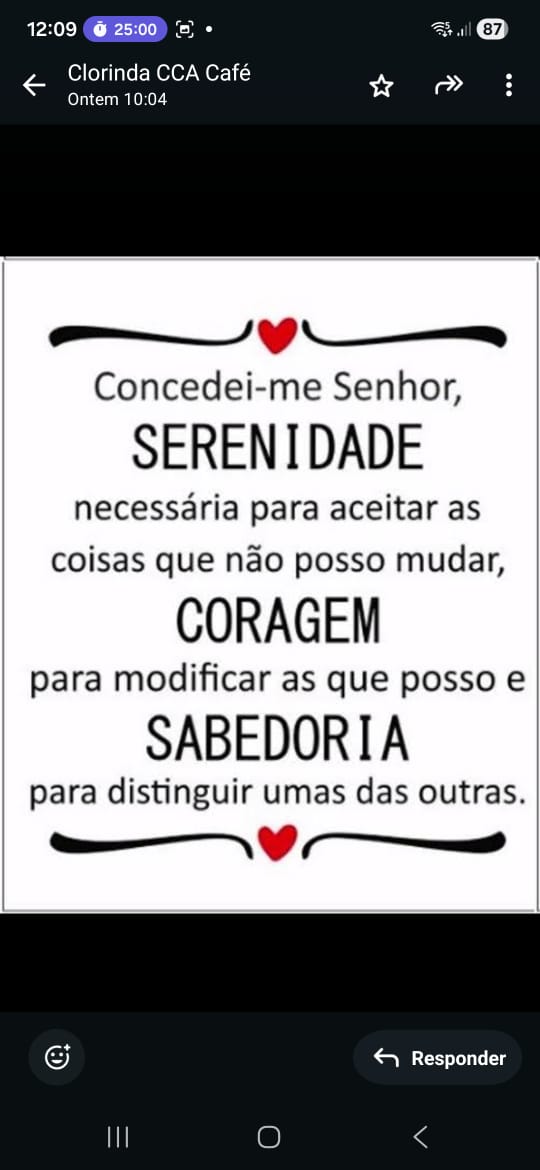 12:09 25:00 87
Clorinda CCA Café
Ontem 10:04
Concedei-me Senhor,
SERENIDADE
necessária para aceitar as
coisas que não posso mudar,
CORAGEM
para modificar as que posso e
SABEDORIA
para distinguir umas das outras.
Responder